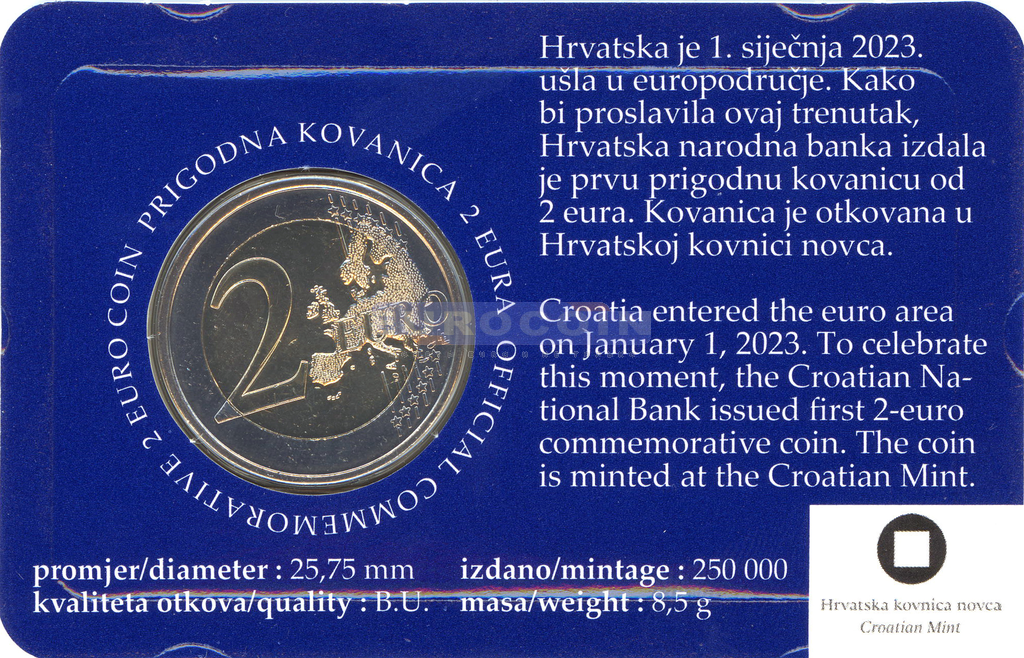 PRIGODNA KOVANICA 2 EURA OFFICIAL COMMEMORATIVE 2 EURO COIN
2
Hrvatska je 1. siječnja 2023.
ušla u europodručje. Kako
bi proslavila ovaj trenutak,
Hrvatska narodna banka izdala
je prvu prigodnu kovanicu od
2 eura. Kovanica je otkovana u
Hrvatskoj kovnici novca.
Croatia entered the euro area
on January 1, 2023. To celebrate
this moment, the Croatian Na-
tional Bank issued first 2-euro
commemorative coin. The coin
is minted at the Croatian Mint.
promjer/diameter : 25,75 mm
izdano/mintage : 250 000
kvaliteta otkova/quality : B.U.
masa/weight : 8,5 g
Hrvatska kovnica novca
Croatian Mint